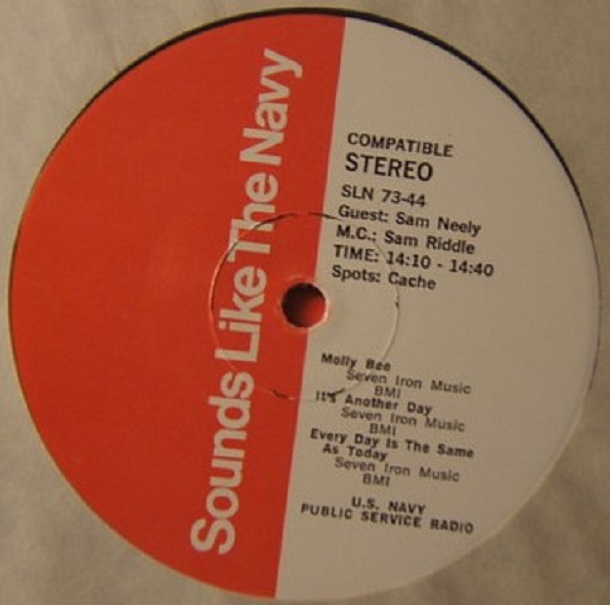 Sounds Like The Navy
COMPATIBLE
STEREO
SLN 73-44
Guest: Sam Neely
M.C.: Sam Riddle
TIME: 14:10 - 14:40
Spots: Cache
Molly Bee
Seven Iron Music
BMI
It's Another Day
Seven Iron Music
BMI
Every Day Is The Same
As Today
Seven Iron Music
BMI
U.S. NAVY
PUBLIC SERVICE RADIO